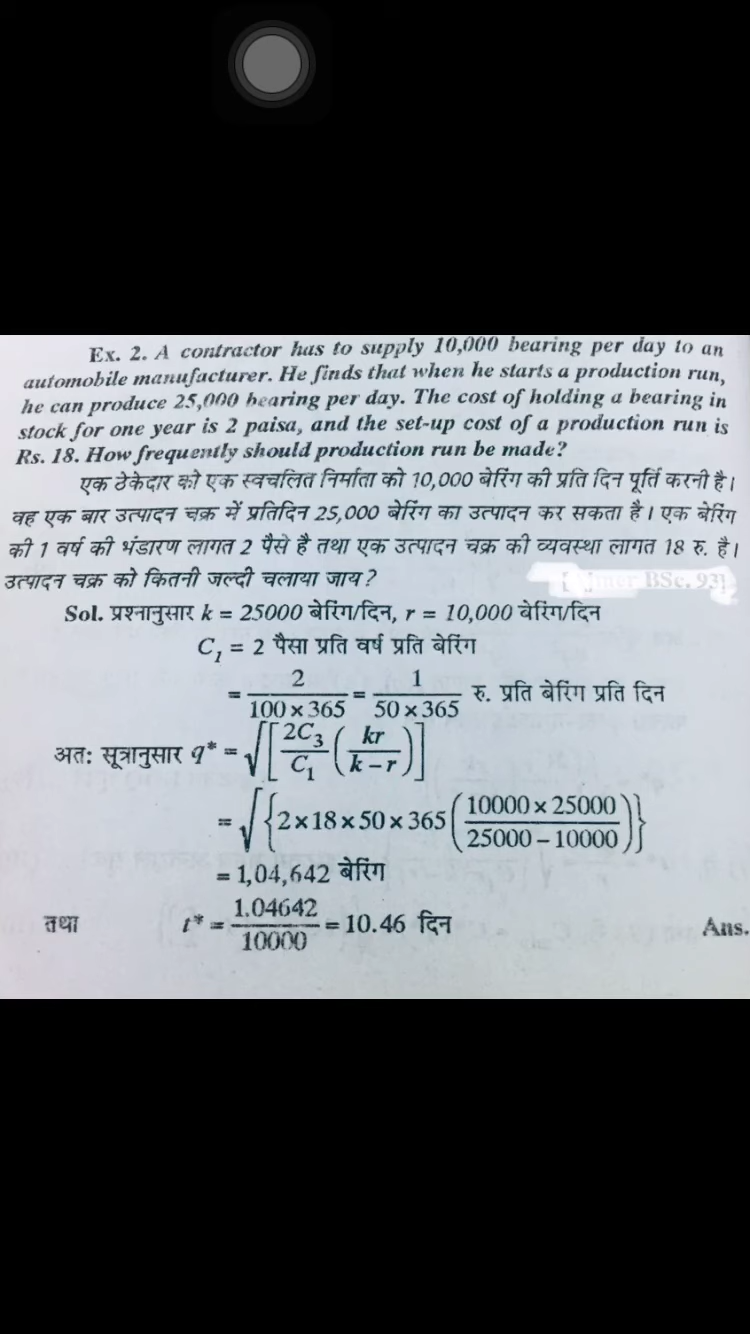 Ex. 2. A contractor has to supply 10,000 bearing per day to an
automobile manufacturer. He finds that when he starts a production run,
he can produce 25,000 bearing per day. The cost of holding a bearing in
stock for one year is 2 paisa, and the set-up cost of a production run is
Rs. 18. How frequently should production run be made?
एक ठेकेदार को एक स्वचलित निर्माता को 10,000 बेरिंग की प्रति दिन पूर्ति करनी है।
वह एक बार उत्पादन चक्र में प्रतिदिन 25,000 बेरिंग का उत्पादन कर सकता है। एक बेरिंग
की 1 वर्ष की भंडारण लागत 2 पैसे है तथा एक उत्पादन चक्र की व्यवस्था लागत 18 रु. है।
उत्पादन चक्र को कितनी जल्दी चलाया जाय? BSc. 93]
Sol. प्रश्नानुसार k = 25000 बेरिंग/दिन, r = 10,000 बेरिंग/दिन
C₁ = 2 पैसा प्रति वर्ष प्रति बेरिंग
= 2/(100 × 365) = 1/(50 × 365) रु. प्रति बेरिंग प्रति दिन
अतः सूत्रानुसार q* = √[2C₃/C₁ (kr/(k – r))]
= √{2 × 18 × 50 × 365 ((10000 × 25000)/(25000 – 10000))}
= 1,04,642 बेरिंग
तथा t* = 1.04642/10000 = 10.46 दिन Ans.